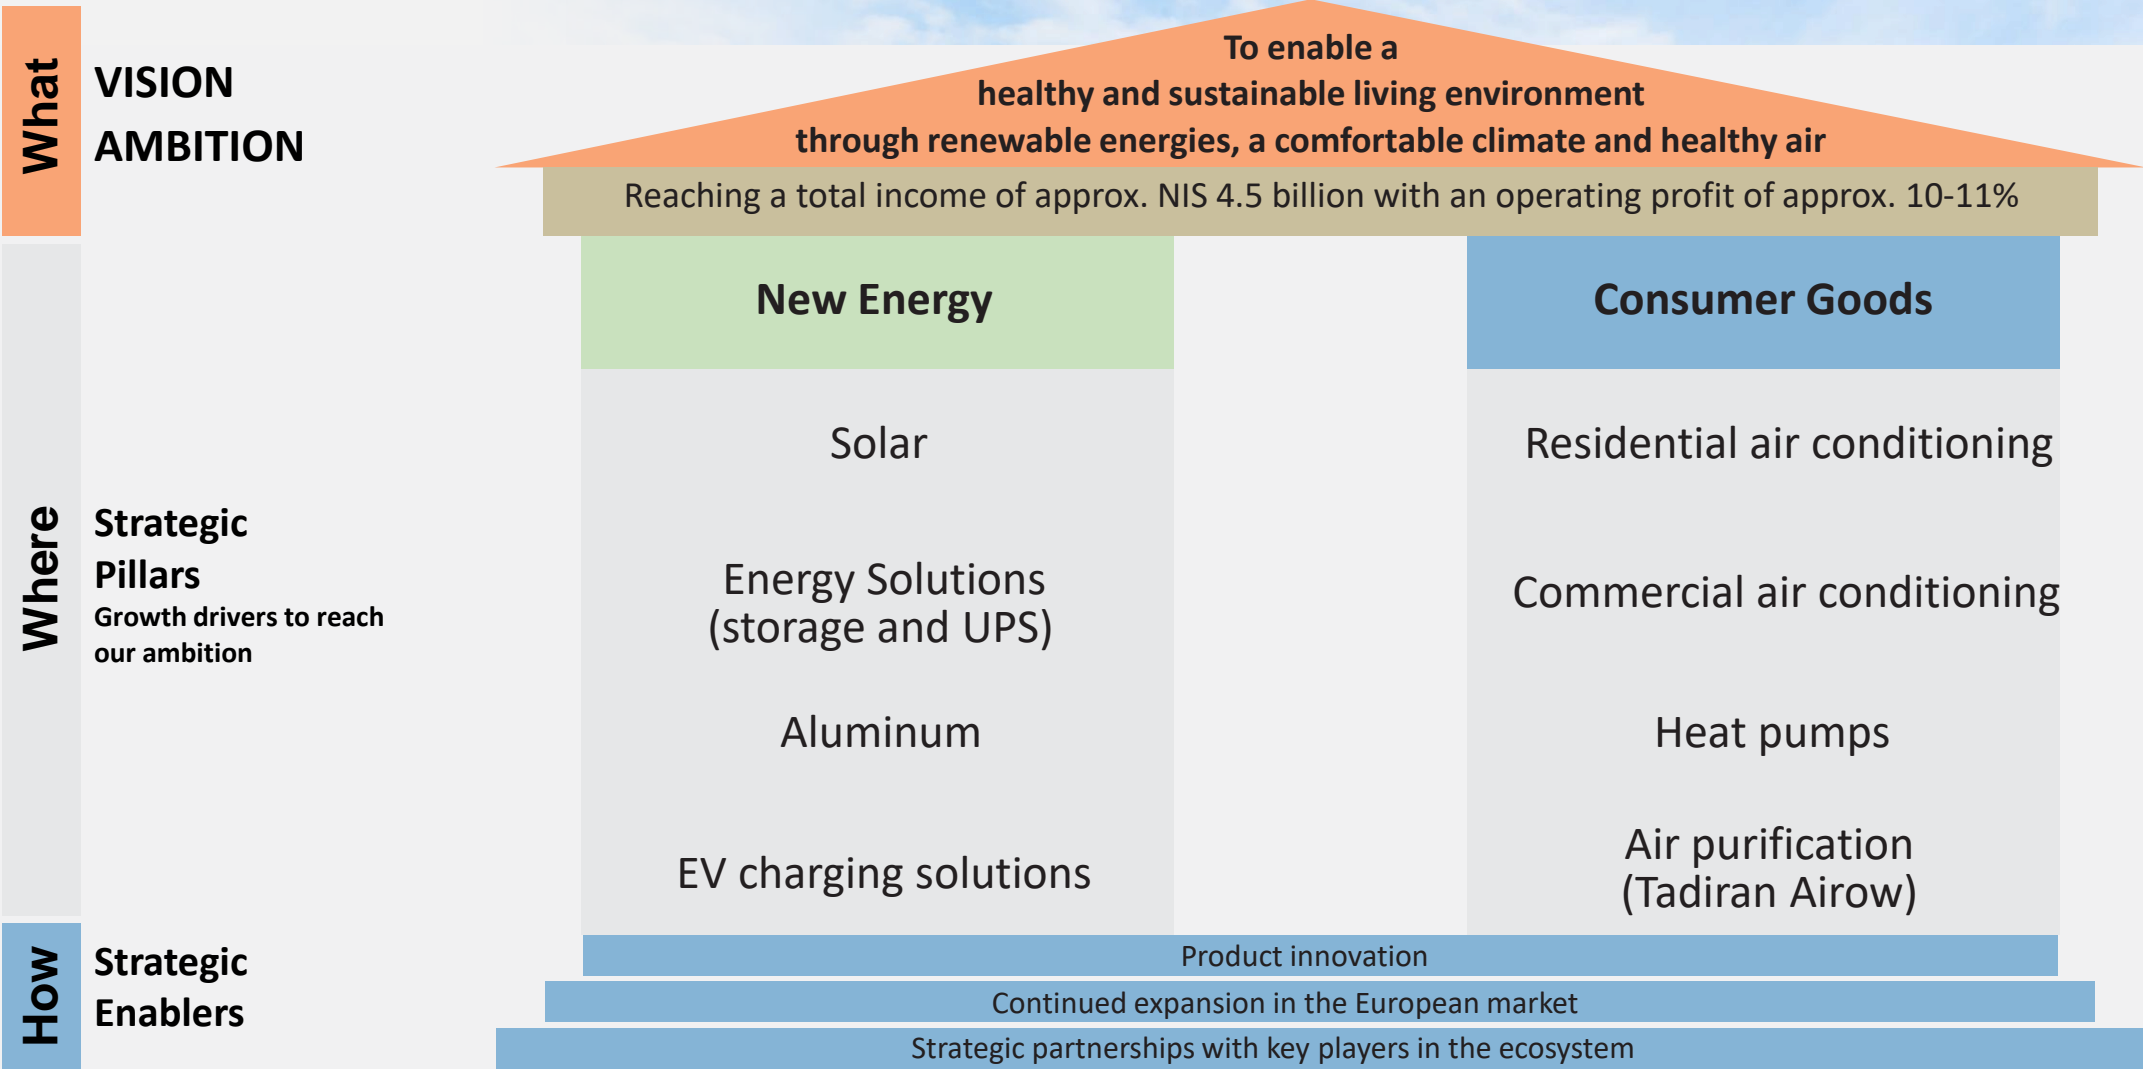 What
VISION
AMBITION
To enable a
healthy and sustainable living environment
through renewable energies, a comfortable climate and healthy air
Reaching a total income of approx. NIS 4.5 billion with an operating profit of approx. 10-11%
Where
Strategic
Pillars
Growth drivers to reach
our ambition
New Energy
Solar
Energy Solutions
(storage and UPS)
Aluminum
EV charging solutions
Consumer Goods
Residential air conditioning
Commercial air conditioning
Heat pumps
Air purification
(Tadiran Airow)
How
Strategic
Enablers
Product innovation
Continued expansion in the European market
Strategic partnerships with key players in the ecosystem